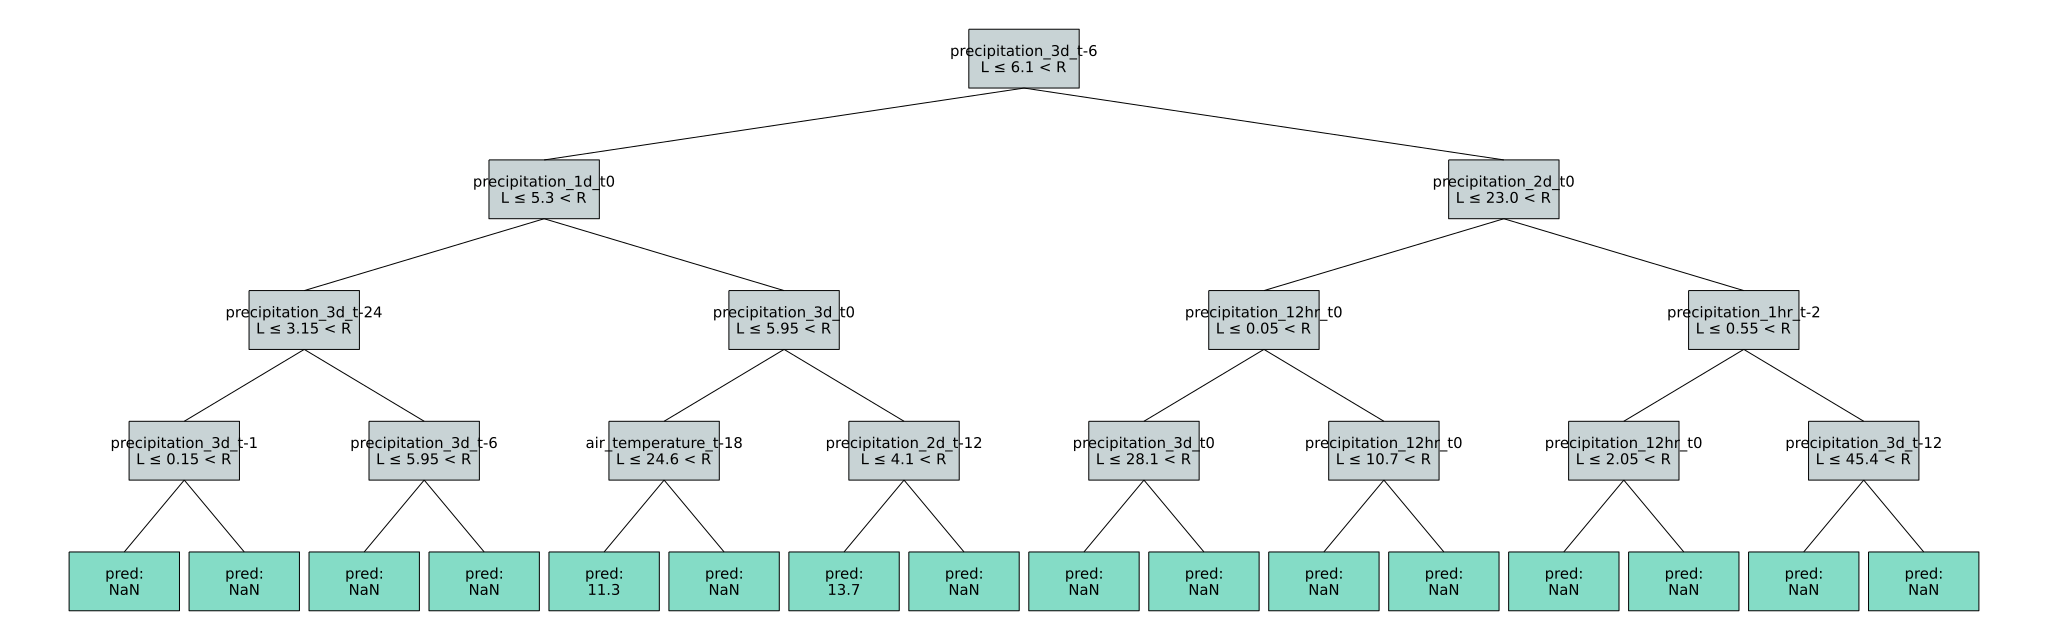 precipitation_3d_t-6
L ≤ 6.1 < R
precipitation_1d_t0
L ≤ 5.3 < R
precipitation_2d_t0
L ≤ 23.0 < R
precipitation_3d_t-24
L ≤ 3.15 < R
precipitation_3d_t0
L ≤ 5.95 < R
precipitation_12hr_t0
L ≤ 0.05 < R
precipitation_1hr_t-2
L ≤ 0.55 < R
precipitation_3d_t-1
L ≤ 0.15 < R
precipitation_3d_t-6
L ≤ 5.95 < R
air_temperature_t-18
L ≤ 24.6 < R
precipitation_2d_t-12
L ≤ 4.1 < R
precipitation_3d_t0
L ≤ 28.1 < R
precipitation_12hr_t0
L ≤ 10.7 < R
precipitation_12hr_t0
L ≤ 2.05 < R
precipitation_3d_t-12
L ≤ 45.4 < R
pred:
NaN
pred:
NaN
pred:
NaN
pred:
NaN
pred:
11.3
pred:
NaN
pred:
13.7
pred:
NaN
pred:
NaN
pred:
NaN
pred:
NaN
pred:
NaN
pred:
NaN
pred:
NaN
pred:
NaN
pred:
NaN